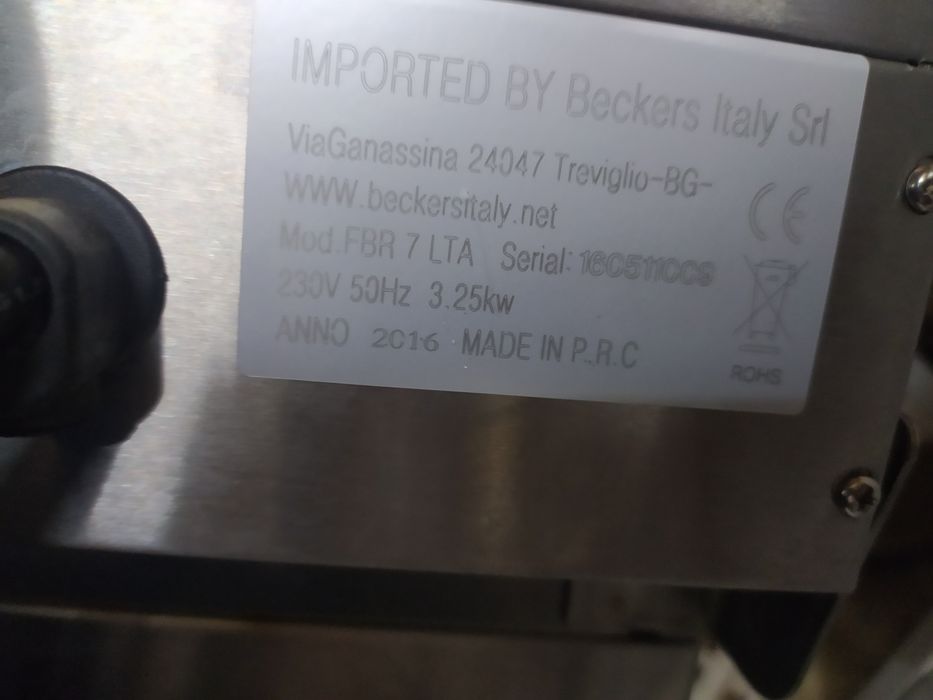 IMPORTED BY Beckers Italy Srl
ViaGanassina 24047 Treviglio-BG-
WWW.beckersitaly.net
Mod.FBR 7 LTA Serial:
230V 50Hz 3.25kw
ANNO 2016 MADE IN P.R.C
CE
ROHS